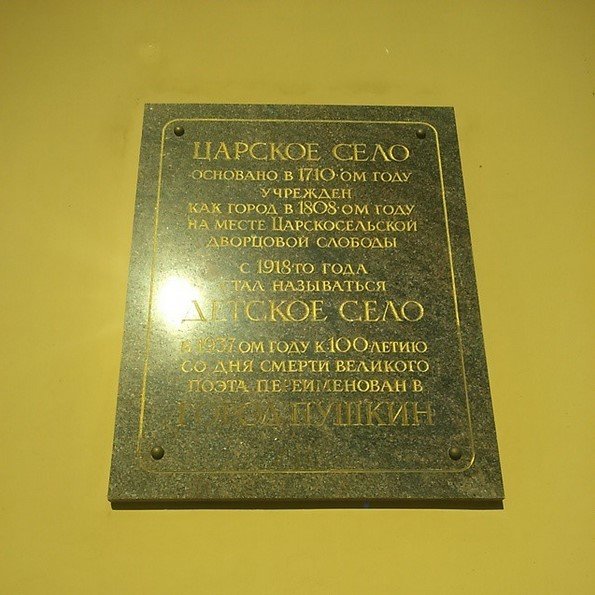 ЦАРСКОЕ СЕЛО
ОСНОВАНО В 1710·ОМ ГОДУ
УЧРЕЖДЕН
КАК ГОРОД В 1808·ОМ ГОДУ
НА МЕСТЕ ЦАРСКОСЕЛЬСКОЙ
ДВОРЦОВОЙ СЛОБОДЫ
С 1918·ТО ГОДА
СТАЛ НАЗЫВАТЬСЯ
ДЕТСКОЕ СЕЛО
В 1937·ОМ ГОДУ К 100·ЛЕТИЮ
СО ДНЯ СМЕРТИ ВЕЛИКОГО
ПОЭТА ПЕРЕИМЕНОВАН В
ГОРОД ПУШКИН